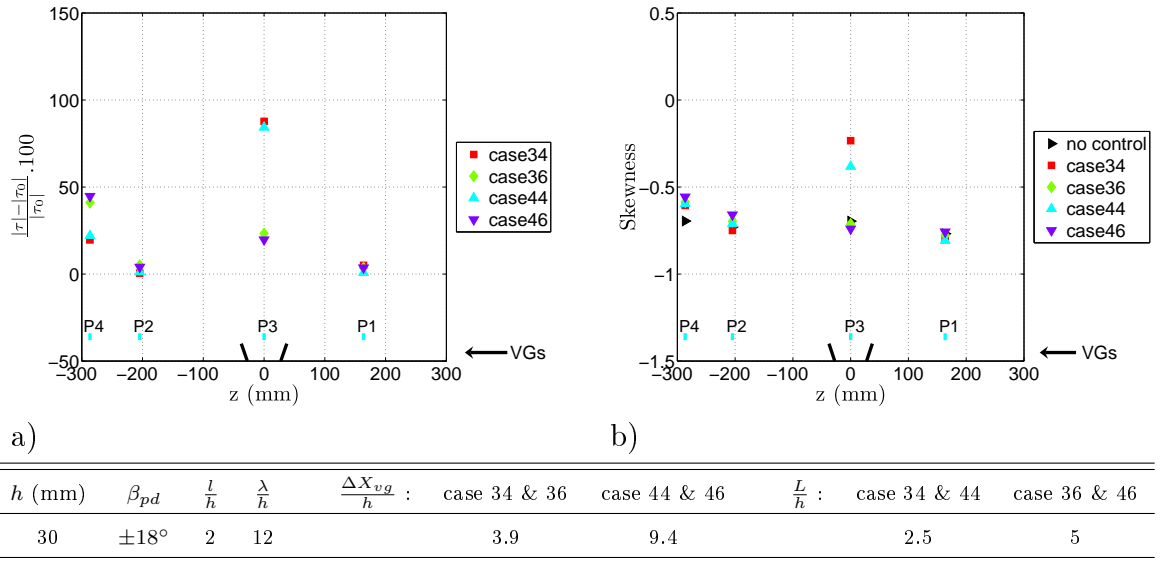 150
100
50
0
−50
−300 −200 −100 0 100 200 300
z (mm)
|τ|−|τ0| / |τ0| .100
case34
case36
case44
case46
P4 P2 P3 P1
VGs
a)
0.5
0
−0.5
−1
−1.5
−300 −200 −100 0 100 200 300
z (mm)
Skewness
no control
case34
case36
case44
case46
P4 P2 P3 P1
VGs
b)
h (mm) βpd l/h λ/h ΔXvg/h : case 34 & 36 case 44 & 46 L/h : case 34 & 44 case 36 & 46
30 ±18° 2 12 3.9 9.4 2.5 5